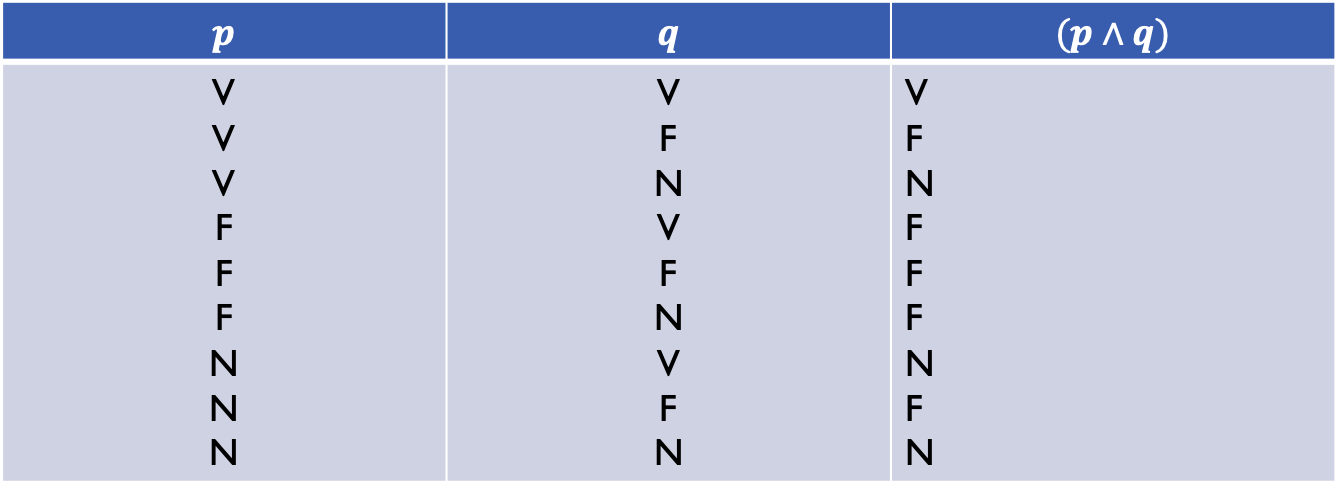 p q (p ∧ q)
V V V
V F F
V N N
F V F
F F F
F N F
N V N
N F F
N N N